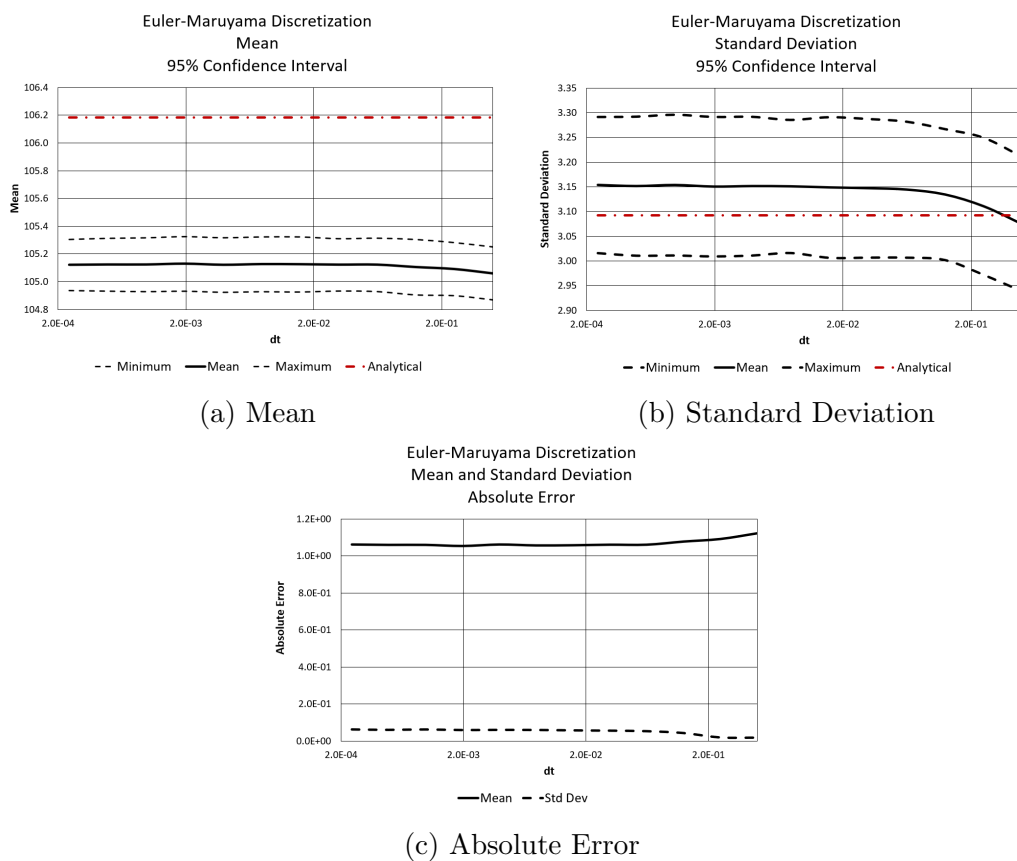 Euler-Maruyama Discretization
Mean
95% Confidence Interval
106.4
106.2
106.0
105.8
105.6
105.4
105.2
105.0
104.8
Mean
2.0E-04
2.0E-03
2.0E-02
2.0E-01
dt
Minimum
Mean
Maximum
Analytical
(a) Mean
Euler-Maruyama Discretization
Standard Deviation
95% Confidence Interval
3.35
3.30
3.25
3.20
3.15
3.10
3.05
3.00
2.95
2.90
Standard Deviation
2.0E-04
2.0E-03
2.0E-02
2.0E-01
dt
Minimum
Mean
Maximum
Analytical
(b) Standard Deviation
Euler-Maruyama Discretization
Mean and Standard Deviation
Absolute Error
1.2E+00
1.0E+00
8.0E-01
6.0E-01
4.0E-01
2.0E-01
0.0E+00
Absolute Error
2.0E-04
2.0E-03
2.0E-02
2.0E-01
dt
Mean
Std Dev
(c) Absolute Error